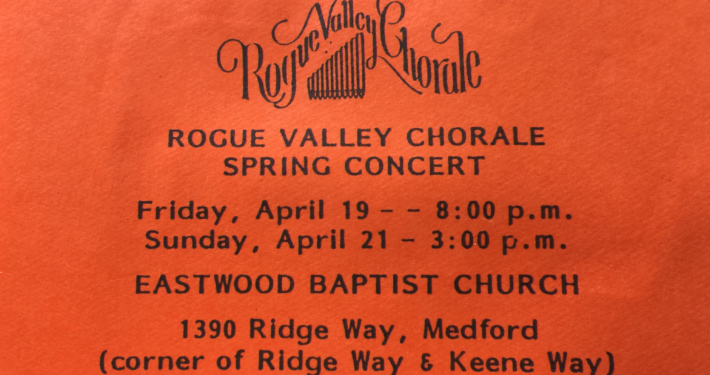 Rogue Valley Chorale
ROGUE VALLEY CHORALE
SPRING CONCERT
Friday, April 19 - - 8:00 p.m.
Sunday, April 21 - 3:00 p.m.
EASTWOOD BAPTIST CHURCH
1390 Ridge Way, Medford
(corner of Ridge Way & Keene Way)